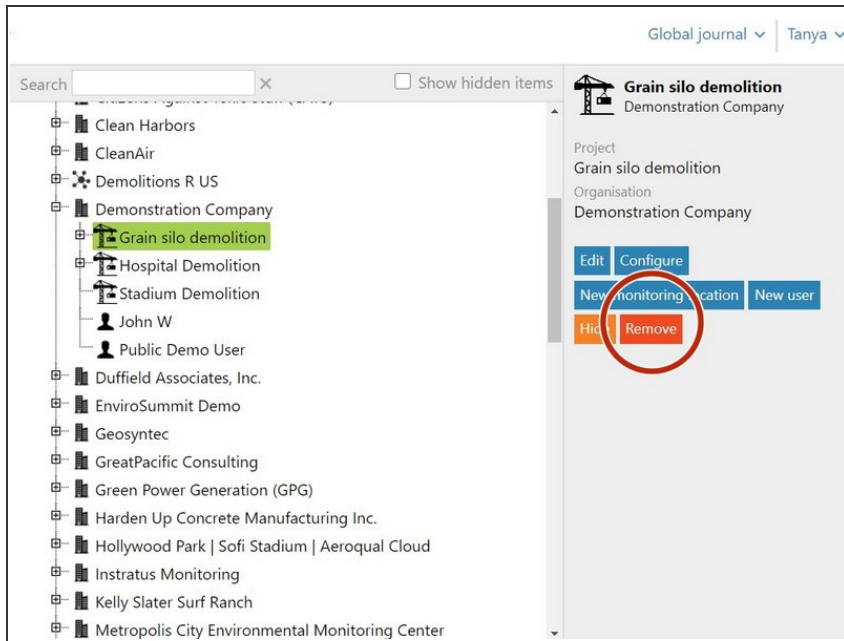 Global journal
Tanya
Search
Show hidden items
Clean Harbors
CleanAir
Demolitions R US
Demonstration Company
Grain silo demolition
Hospital Demolition
Stadium Demolition
John W
Public Demo User
Duffield Associates, Inc.
EnviroSummit Demo
Geosyntec
GreatPacific Consulting
Green Power Generation (GPG)
Harden Up Concrete Manufacturing Inc.
Hollywood Park | Sofi Stadium | Aeroqual Cloud
Instratus Monitoring
Kelly Slater Surf Ranch
Metropolis City Environmental Monitoring Center
Grain silo demolition
Demonstration Company
Project
Grain silo demolition
Organisation
Demonstration Company
Edit Configure
New monitoring location New user
Hide Remove